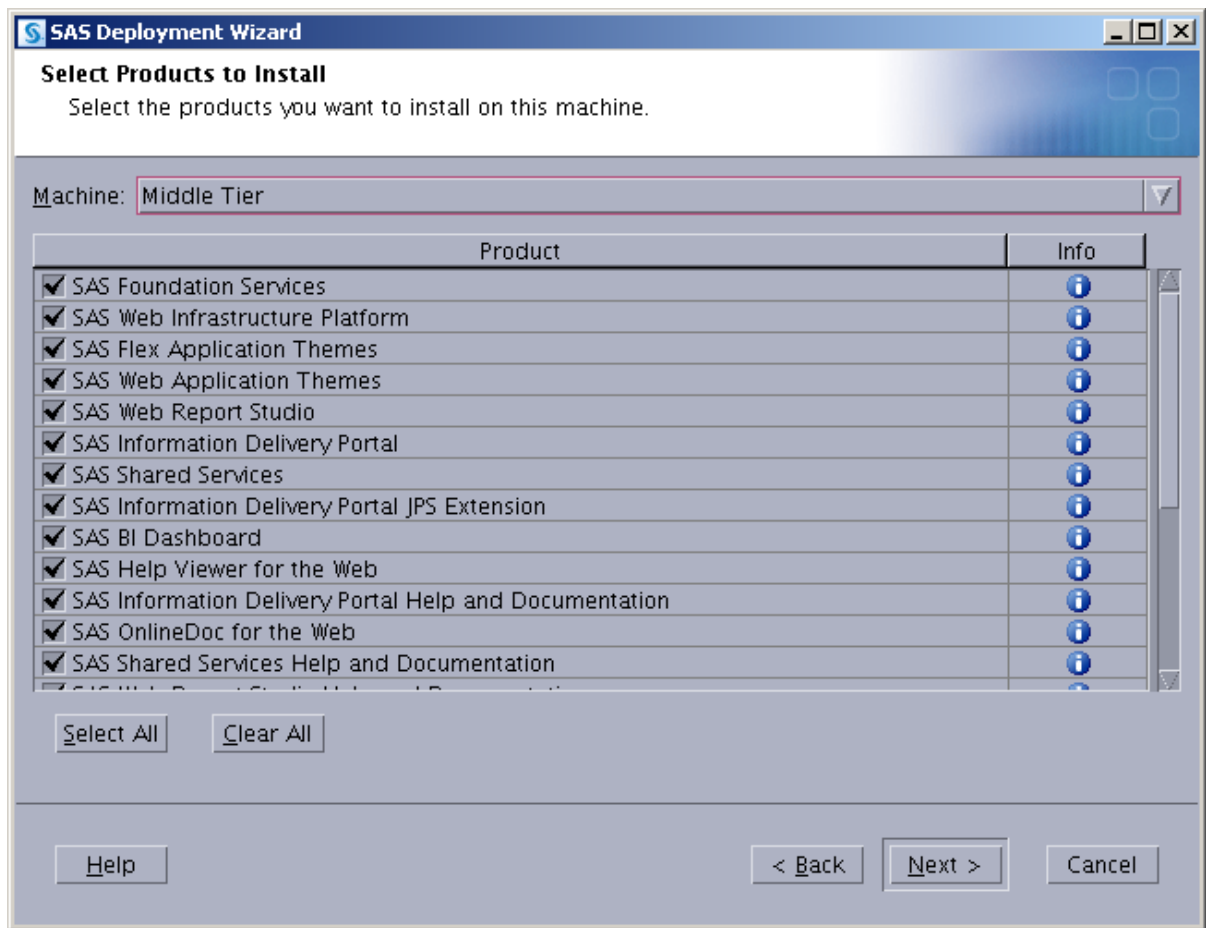 SAS Deployment Wizard
Select Products to Install
Select the products you want to install on this machine.
Machine: Middle Tier
Product Info
SAS Foundation Services
SAS Web Infrastructure Platform
SAS Flex Application Themes
SAS Web Application Themes
SAS Web Report Studio
SAS Information Delivery Portal
SAS Shared Services
SAS Information Delivery Portal JPS Extension
SAS BI Dashboard
SAS Help Viewer for the Web
SAS Information Delivery Portal Help and Documentation
SAS OnlineDoc for the Web
SAS Shared Services Help and Documentation
Select All Clear All
Help < Back Next > Cancel